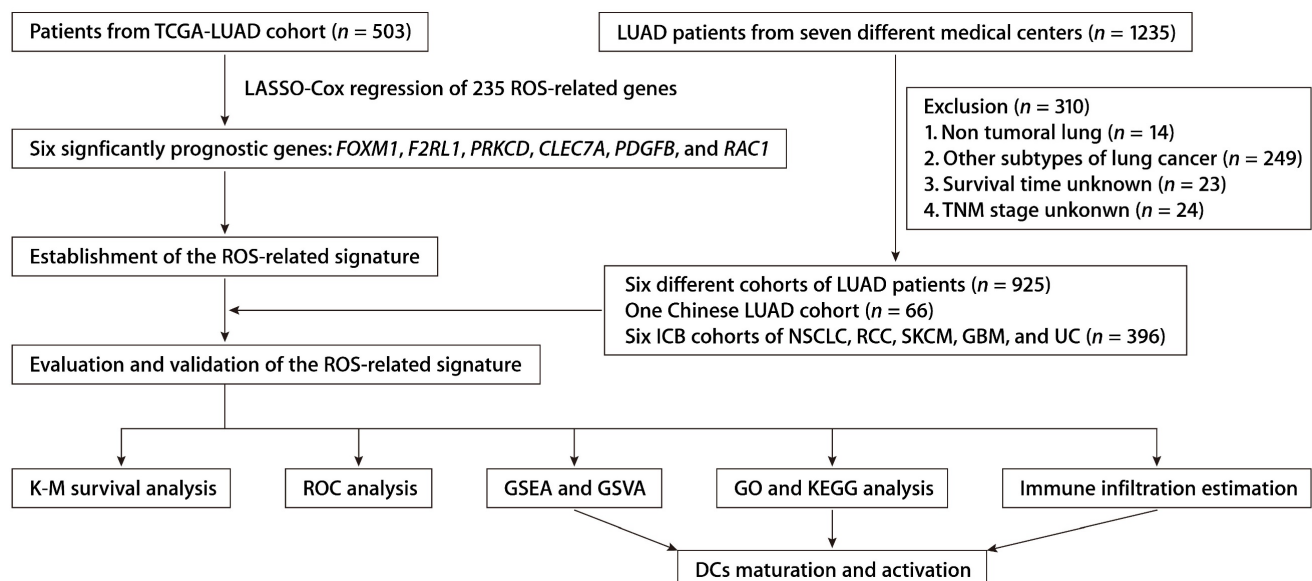 Patients from TCGA-LUAD cohort (n = 503)
LUAD patients from seven different medical centers (n = 1235)
LASSO-Cox regression of 235 ROS-related genes
Exclusion (n = 310)
1. Non tumoral lung (n = 14)
2. Other subtypes of lung cancer (n = 249)
3. Survival time unknown (n = 23)
4. TNM stage unkonwn (n = 24)
Six signficantly prognostic genes: FOXM1, F2RL1, PRKCD, CLEC7A, PDGFB, and RAC1
Establishment of the ROS-related signature
Six different cohorts of LUAD patients (n = 925)
One Chinese LUAD cohort (n = 66)
Six ICB cohorts of NSCLC, RCC, SKCM, GBM, and UC (n = 396)
Evaluation and validation of the ROS-related signature
K-M survival analysis
ROC analysis
GSEA and GSVA
GO and KEGG analysis
Immune infiltration estimation
DCs maturation and activation